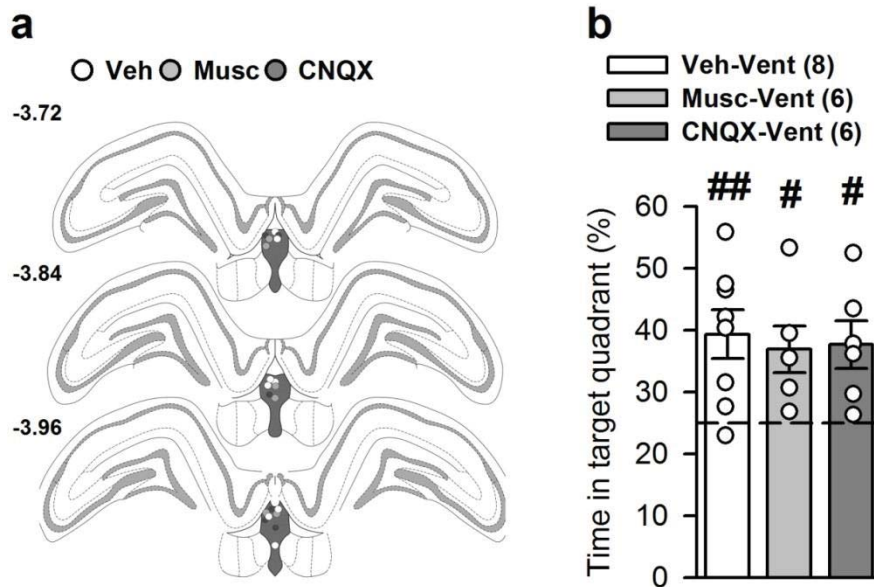 a
Veh Musc CNQX
-3.72
-3.84
-3.96
b
Veh-Vent (8)
Musc-Vent (6)
CNQX-Vent (6)
## # #
Time in target quadrant (%)
60
50
40
30
20
10
0